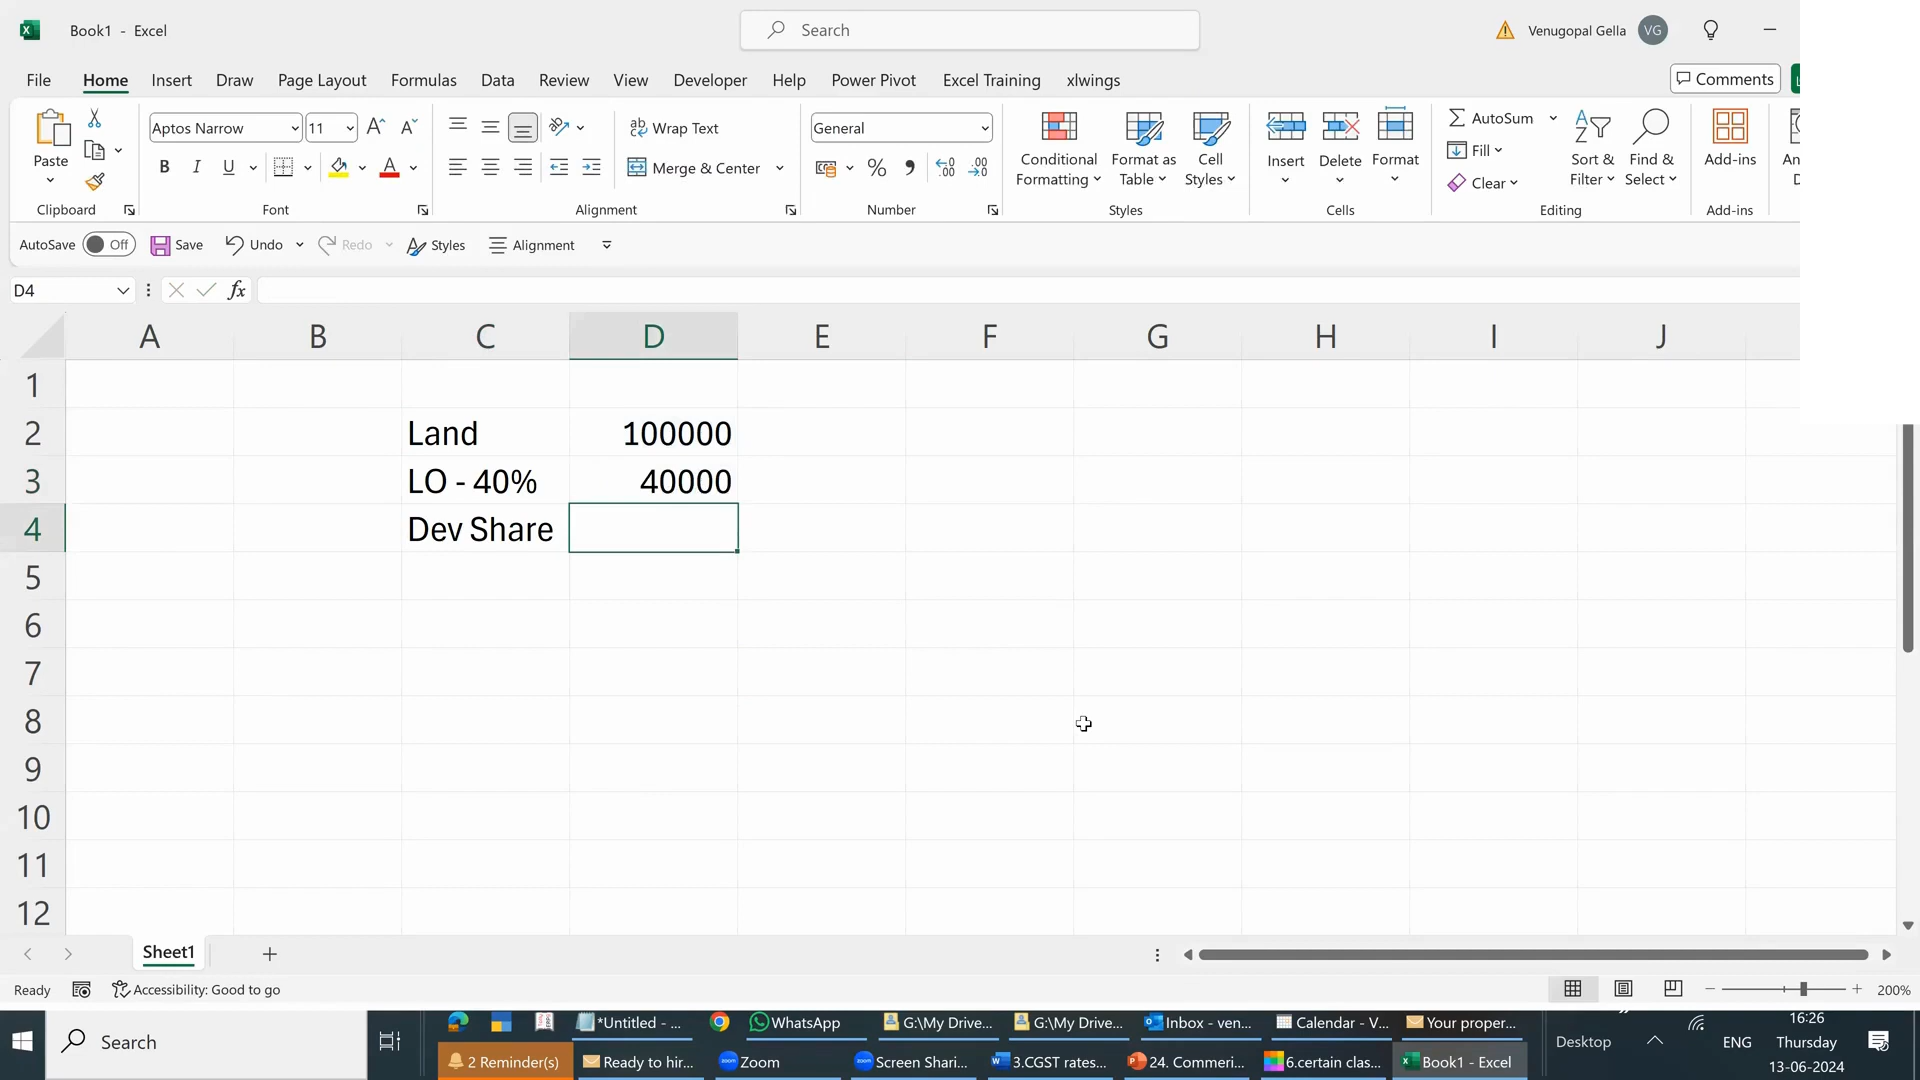 Book1 - Excel
Search
Venugopal Gella
VG
File Home Insert Draw Page Layout Formulas Data Review View Developer Help Power Pivot Excel Training xlwings
Comments
Aptos Narrow 11
Wrap Text
General
AutoSum
Paste
B I U
Merge & Center
Conditional Formatting
Format as Table
Cell Styles
Insert
Delete
Format
Fill
Clear
Sort & Filter
Find & Select
Add-ins
Clipboard Font Alignment Number Styles Cells Editing Add-ins
AutoSave Off Save Undo Redo Styles Alignment
D4 fx
A B C D E F G H I J
1
2 Land 100000
3 LO - 40% 40000
4 Dev Share
5
6
7
8
9
10
11
12
Sheet1
Ready Accessibility: Good to go 200%
Search
*Untitled - ... WhatsApp G:\My Drive... G:\My Drive... Inbox - ven... Calendar - V... Your proper...
2 Reminder(s) Ready to hir... Zoom Screen Shari... 3.CGST rates... 24. Commeri... 6.certain clas... Book1 - Excel
Desktop
ENG
16:26
Thursday
13-06-2024